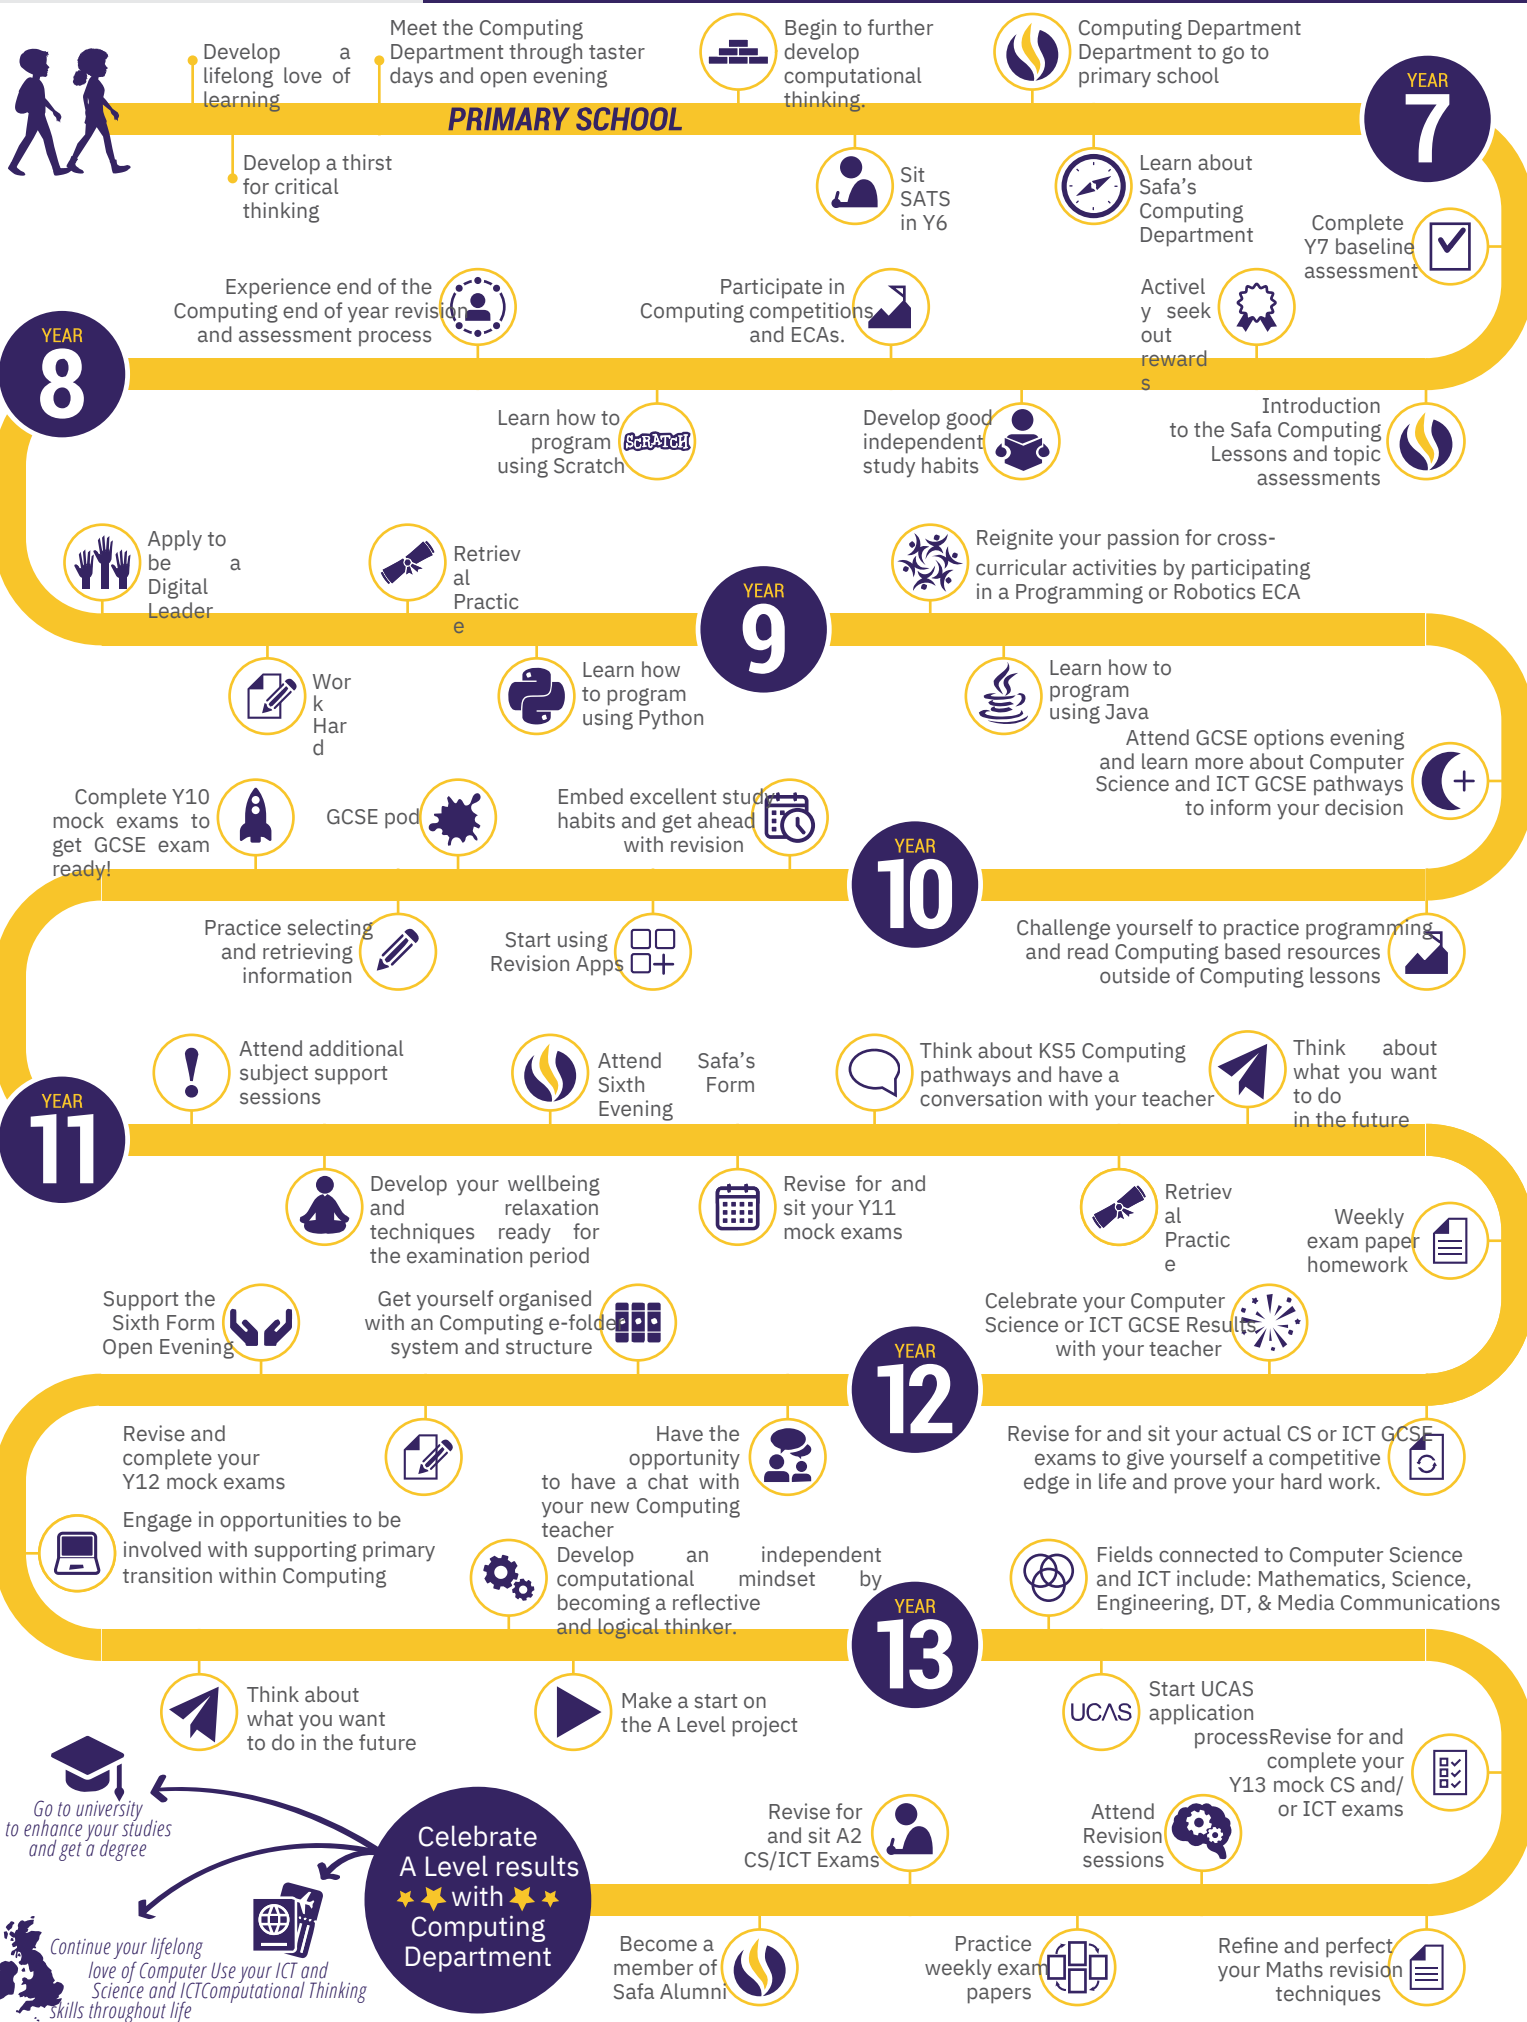 Develop a
lifelong love of
learning
Meet the Computing
Department through taster
days and open evening
Begin to further
develop
computational
thinking.
Computing Department
Department to go to
primary school
PRIMARY SCHOOL
YEAR
7
Develop a thirst
for critical
thinking
Sit
SATS
in Y6
Learn about
Safa's
Computing
Department
Complete
Y7 baseline
assessment
Experience end of the
Computing end of year revision
and assessment process
Participate in
Computing competitions
and ECAs.
Activel
y seek
out
reward
s
YEAR
8
Learn how to
program
using Scratch
SCRATCH
Develop good
independent
study habits
Introduction
to the Safa Computing
Lessons and topic
assessments
Apply to
be a
Digital
Leader
Retriev
al
Practic
e
YEAR
9
Reignite your passion for cross-
curricular activities by participating
in a Programming or Robotics ECA
Wor
k
Har
d
Learn how
to program
using Python
Learn how to
program
using Java
Attend GCSE options evening
and learn more about Computer
Science and ICT GCSE pathways
to inform your decision
Complete Y10
mock exams to
get GCSE exam
ready!
GCSE pod
Embed excellent study
habits and get ahead
with revision
YEAR
10
Practice selecting
and retrieving
information
Start using
Revision Apps
Challenge yourself to practice programming
and read Computing based resources
outside of Computing lessons
Attend additional
subject support
sessions
Attend Safa's
Sixth Form
Evening
Think about KS5 Computing
pathways and have a
conversation with your teacher
Think about
what you want
to do
in the future
YEAR
11
Develop your wellbeing
and relaxation
techniques ready for
the examination period
Revise for and
sit your Y11
mock exams
Retriev
al
Practic
e
Weekly
exam paper
homework
Support the
Sixth Form
Open Evening
Get yourself organised
with an Computing e-folder
system and structure
YEAR
12
Celebrate your Computer
Science or ICT GCSE Results
with your teacher
Revise and
complete your
Y12 mock exams
Have the
opportunity
to have a chat with
your new Computing
teacher
Revise for and sit your actual CS or ICT GCSE
exams to give yourself a competitive
edge in life and prove your hard work.
Engage in opportunities to be
involved with supporting primary
transition within Computing
Develop an independent
computational mindset by
becoming a reflective
and logical thinker.
YEAR
13
Fields connected to Computer Science
and ICT include: Mathematics, Science,
Engineering, DT, & Media Communications
Think about
what you want
to do in the future
Make a start on
the A Level project
UCAS
Start UCAS
application
processRevise for and
complete your
Y13 mock CS and/
or ICT exams
Go to university
to enhance your studies
and get a degree
Celebrate
A Level results
with
Computing
Department
Revise for
and sit A2
CS/ICT Exams
Attend
Revision
sessions
Continue your lifelong
love of Computer Use your ICT and
Science and ICTComputational Thinking
skills throughout life
Become a
member of
Safa Alumni
Practice
weekly exam
papers
Refine and perfect
your Maths revision
techniques